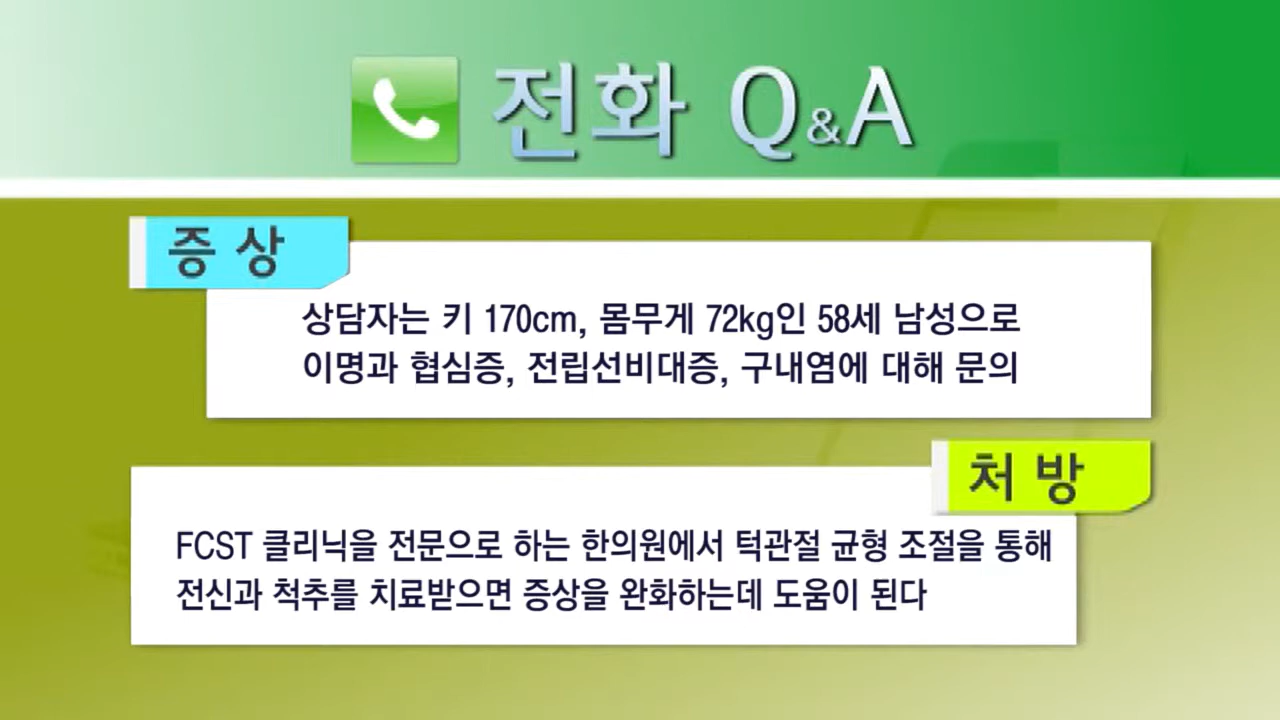 전화 Q&A
증상
상담자는 키 170cm, 몸무게 72kg인 58세 남성으로
이명과 협심증, 전립선비대증, 구내염에 대해 문의
처방
FCST 클리닉을 전문으로 하는 한의원에서 턱관절 균형 조절을 통해
전신과 척추를 치료받으면 증상을 완화하는데 도움이 된다